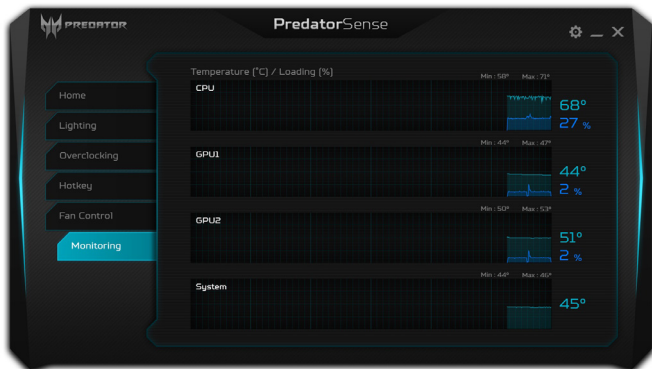 PREDATOR
PredatorSense
Temperature (°C) / Loading (%)
Home
Lighting
Overclocking
Hotkey
Fan Control
Monitoring
Min : 58° Max : 71°
CPU
68°
27 %
Min : 44° Max : 47°
GPU1
44°
2 %
Min : 50° Max : 53°
GPU2
51°
2 %
Min : 44° Max : 46°
System
45°